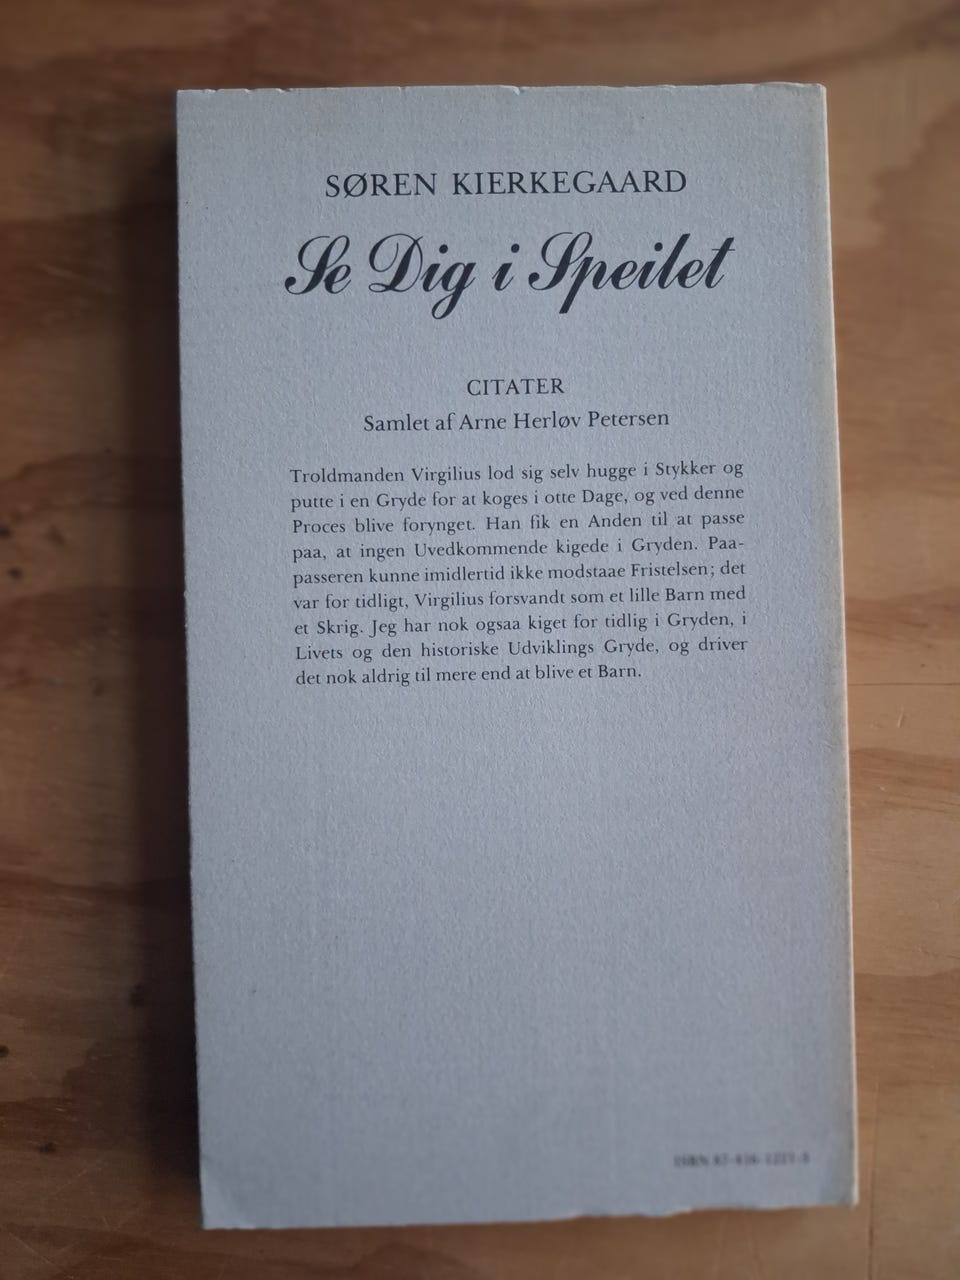 SØREN KIERKEGAARD
Se Dig i Speilet
CITATER
Samlet af Arne Herløv Petersen
Troldmanden Virgilius lod sig selv hugge i Stykker og
putte i en Gryde for at koges i otte Dage, og ved denne
Proces blive forynget. Han fik en Anden til at passe
paa, at ingen Uvedkommende kigede i Gryden. Paa-
passeren kunne imidlertid ikke modstaae Fristelsen; det
var for tidligt, Virgilius forsvandt som et lille Barn med
et Skrig. Jeg har nok ogsaa kiget for tidlig i Gryden, i
Livets og den historiske Udviklings Gryde, og driver
det nok aldrig til mere end at blive et Barn.
ISBN